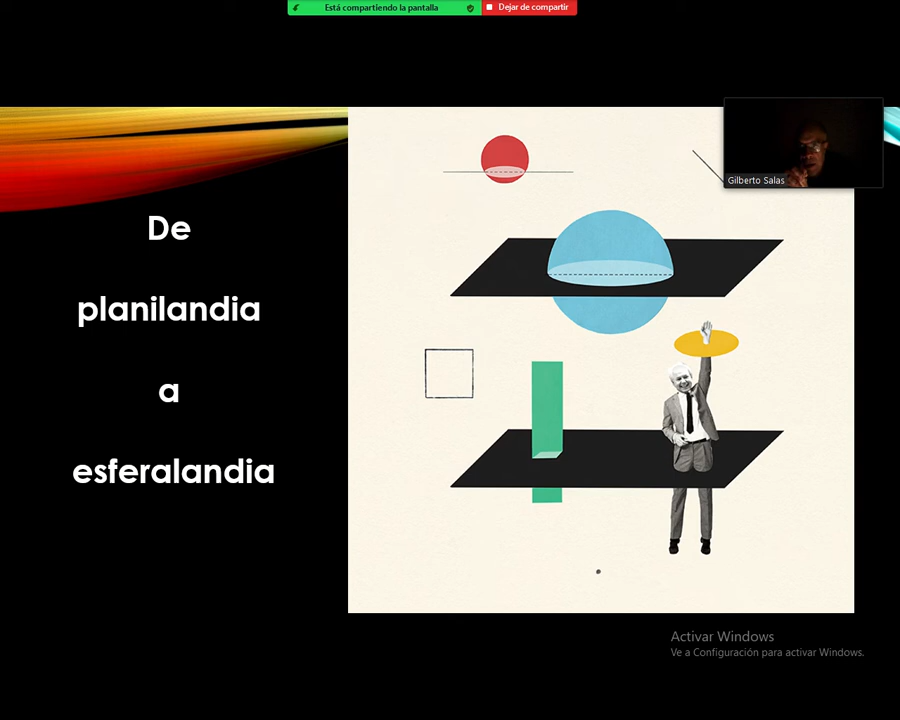 Está compartiendo la pantalla
Dejar de compartir
Gilberto Salas
De
planilandia
a
esferalandia
Activar Windows
Ve a Configuración para activar Windows.